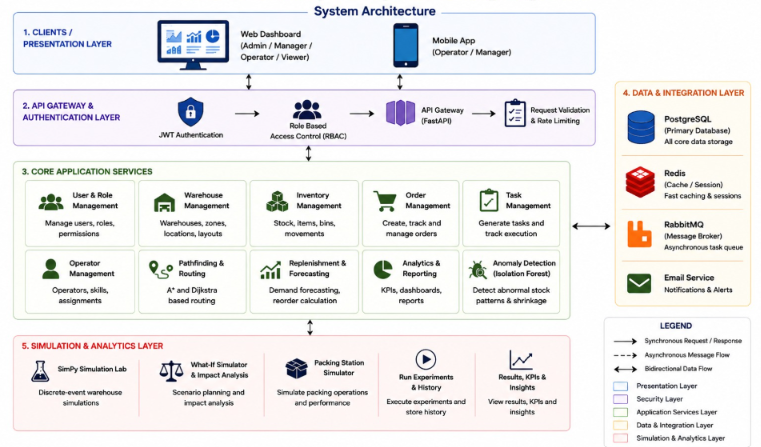 System Architecture
1. CLIENTS /
PRESENTATION LAYER
Web Dashboard
(Admin / Manager /
Operator / Viewer)
Mobile App
(Operator / Manager)
2. API GATEWAY &
AUTHENTICATION LAYER
JWT Authentication
Role Based
Access Control (RBAC)
API Gateway
(FastAPI)
Request Validation
& Rate Limiting
3. CORE APPLICATION SERVICES
User & Role
Management
Manage users, roles,
permissions
Warehouse
Management
Warehouses, zones,
locations, layouts
Inventory
Management
Stock, items, bins,
movements
Order
Management
Create, track and
manage orders
Task
Management
Generate tasks and
track execution
Operator
Management
Operators, skills,
assignments
Pathfinding &
Routing
A* and Dijkstra
based routing
Replenishment &
Forecasting
Demand forecasting,
reorder calculation
Analytics &
Reporting
KPIs, dashboards,
reports
Anomaly Detection
(Isolation Forest)
Detect abnormal stock
patterns & shrinkage
4. DATA & INTEGRATION LAYER
PostgreSQL
(Primary Database)
All core data storage
Redis
(Cache / Session)
Fast caching & sessions
RabbitMQ
(Message Broker)
Asynchronous task queue
Email Service
Notifications & Alerts
5. SIMULATION & ANALYTICS LAYER
SimPy Simulation Lab
Discrete-event warehouse
simulations
What-If Simulator
& Impact Analysis
Scenario planning and
impact analysis
Packing Station
Simulator
Simulate packing operations
and performance
Run Experiments
& History
Execute experiments and
store history
Results, KPIs &
Insights
View results, KPIs and
insights
LEGEND
Synchronous Request / Response
Asynchronous Message Flow
Bidirectional Data Flow
Presentation Layer
Security Layer
Application Services Layer
Data & Integration Layer
Simulation & Analytics Layer